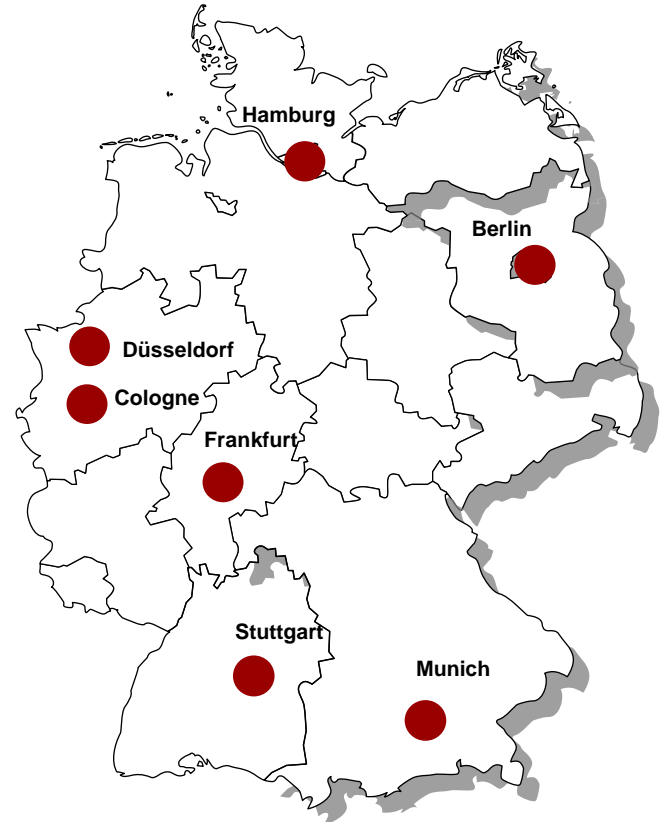 Hamburg
Berlin
Düsseldorf
Cologne
Frankfurt
Stuttgart
Munich